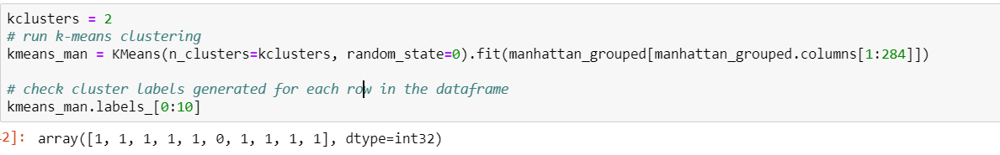 kclusters = 2
# run k-means clustering
kmeans_man = KMeans(n_clusters=kclusters, random_state=0).fit(manhattan_grouped[manhattan_grouped.columns[1:284]])
# check cluster labels generated for each row in the dataframe
kmeans_man.labels_[0:10]
2]: array([1, 1, 1, 1, 1, 0, 1, 1, 1, 1], dtype=int32)